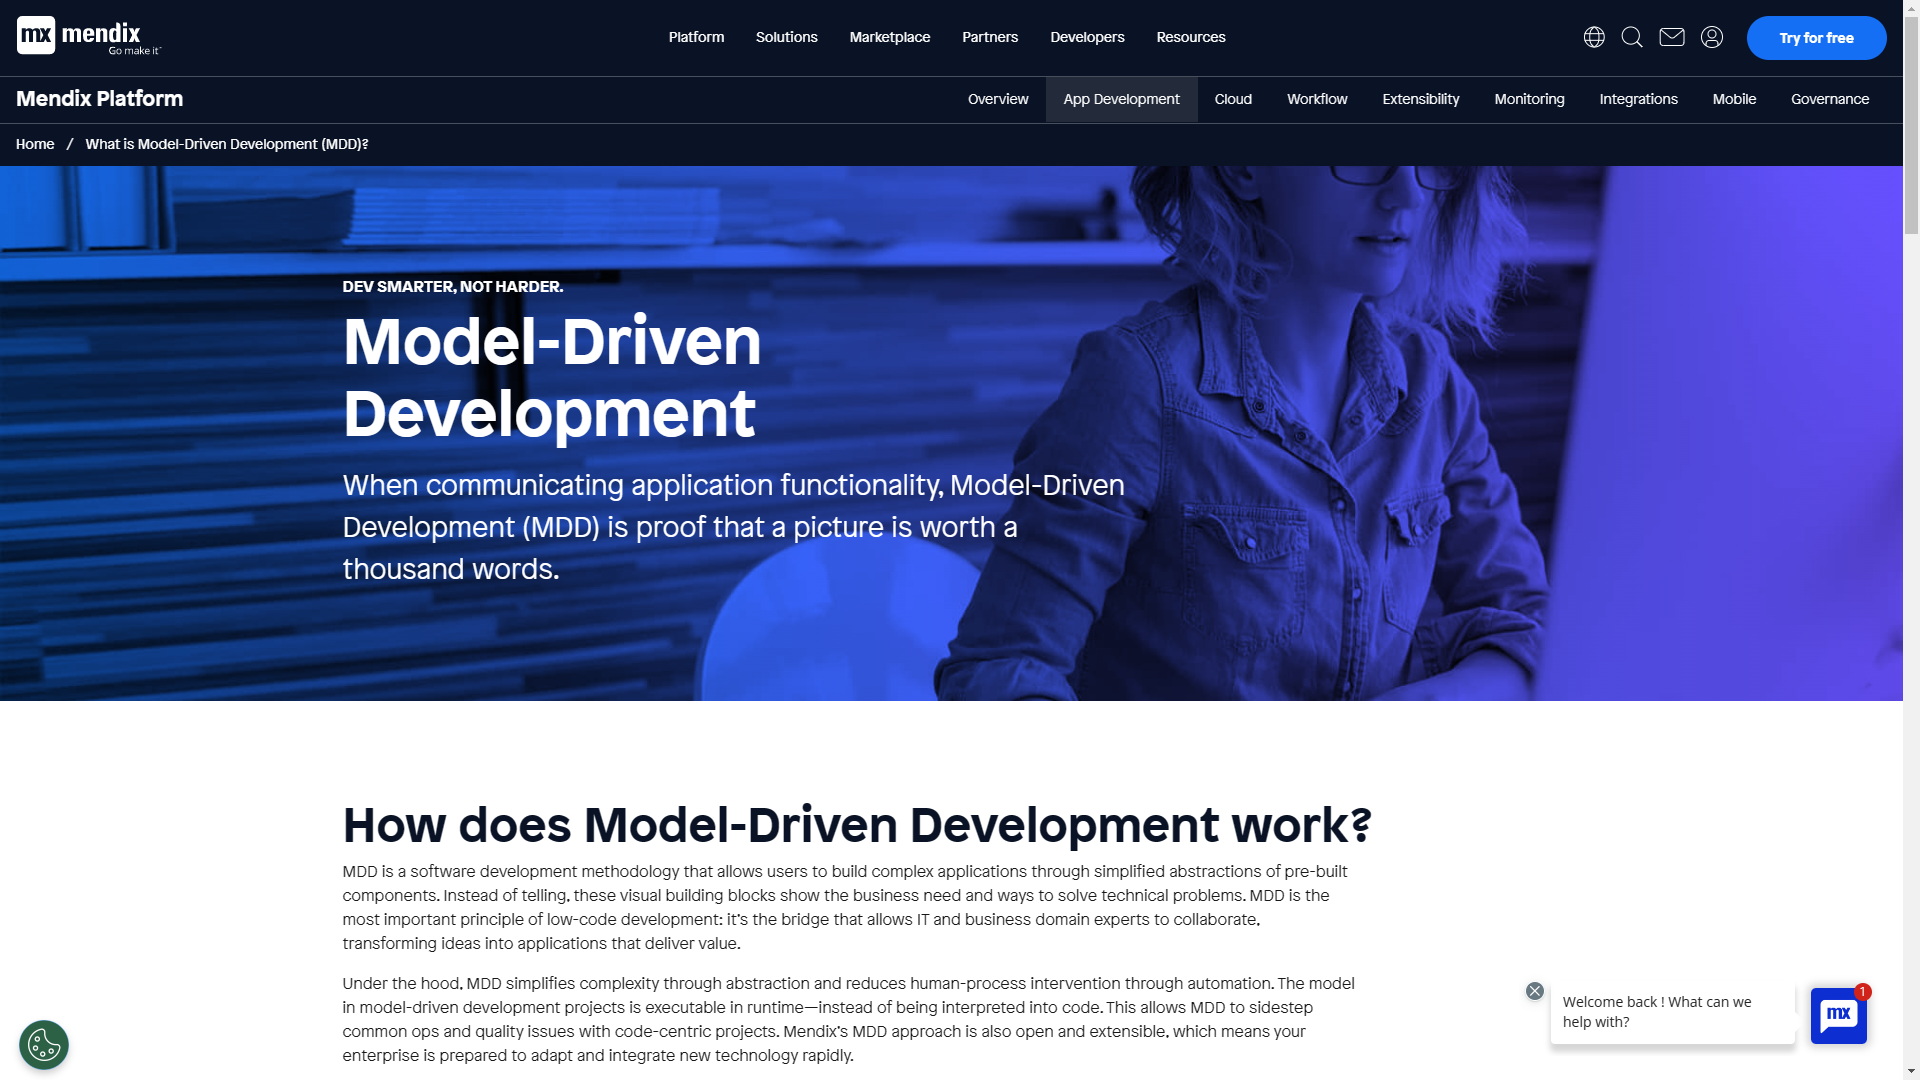 mx mendix
Go make it
Platform
Solutions
Marketplace
Partners
Developers
Resources
Try for free
Mendix Platform
Overview
App Development
Cloud
Workflow
Extensibility
Monitoring
Integrations
Mobile
Governance
Home / What is Model-Driven Development (MDD)?
DEV SMARTER, NOT HARDER.
Model-Driven
Development
When communicating application functionality, Model-Driven
Development (MDD) is proof that a picture is worth a
thousand words.
How does Model-Driven Development work?
MDD is a software development methodology that allows users to build complex applications through simplified abstractions of pre-built
components. Instead of telling, these visual building blocks show the business need and ways to solve technical problems. MDD is the
most important principle of low-code development: it's the bridge that allows IT and business domain experts to collaborate,
transforming ideas into applications that deliver value.
Under the hood, MDD simplifies complexity through abstraction and reduces human-process intervention through automation. The model
in model-driven development projects is executable in runtime—instead of being interpreted into code. This allows MDD to sidestep
common ops and quality issues with code-centric projects. Mendix's MDD approach is also open and extensible, which means your
enterprise is prepared to adapt and integrate new technology rapidly.
Welcome back ! What can we
help with?
mx
1